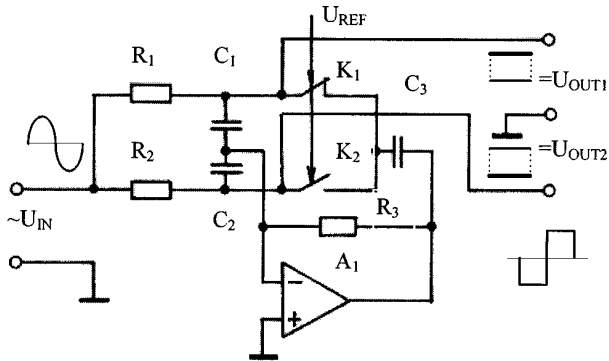 U_REF
R_1
C_1
K_1
C_3
=U_OUT1
R_2
K_2
=U_OUT2
~U_IN
C_2
R_3
A_1
−
+